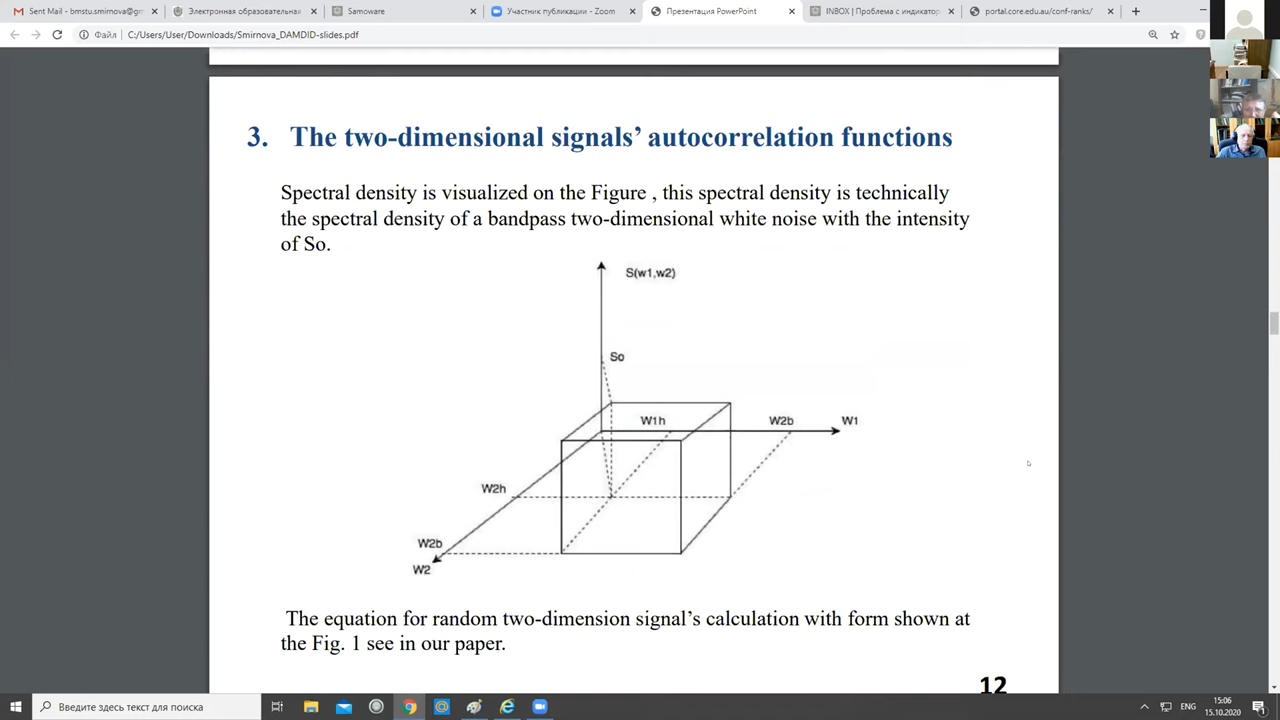 Sent Mail - bmstu.smirnova@gm
Электронная образовательная
Samoware
Участник публикации - Zoom
Презентация PowerPoint
INBOX | Проблема с индикатор
portal.core.edu.au/conf-ranks/
Файл
C:/Users/User/Downloads/Smirnova_DAMDID-slides.pdf
3. The two-dimensional signals’ autocorrelation functions
Spectral density is visualized on the Figure , this spectral density is technically
the spectral density of a bandpass two-dimensional white noise with the intensity
of So.
S(w1,w2)
So
W1h
W2b
W1
W2h
W2b
W2
The equation for random two-dimension signal’s calculation with form shown at
the Fig. 1 see in our paper.
12
Введите здесь текст для поиска
ENG
15:06
15.10.2020
1